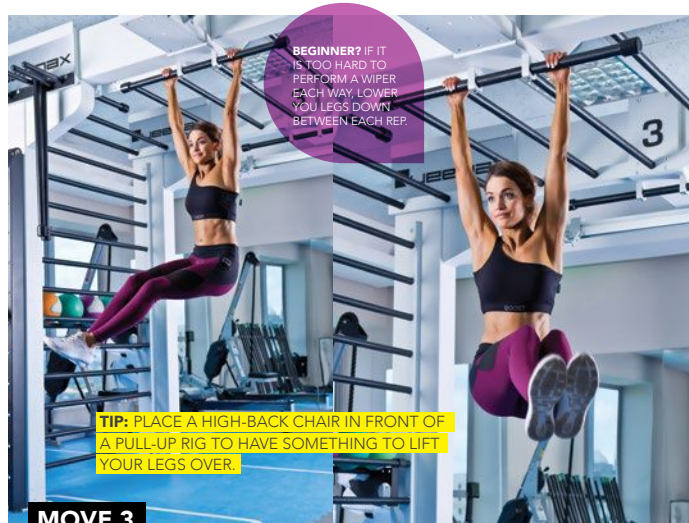 BEGINNER? IF IT
IS TOO HARD TO
PERFORM A WIPER
EACH WAY, LOWER
YOU LEGS DOWN
BETWEEN EACH REP.
3
TIP: PLACE A HIGH-BACK CHAIR IN FRONT OF
A PULL-UP RIG TO HAVE SOMETHING TO LIFT
YOUR LEGS OVER.
MOVE 3